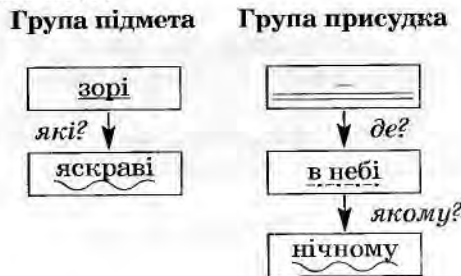 Група підмета
Група присудка
зорі
–
які?
де?
яскраві
в небі
якому?
нічному